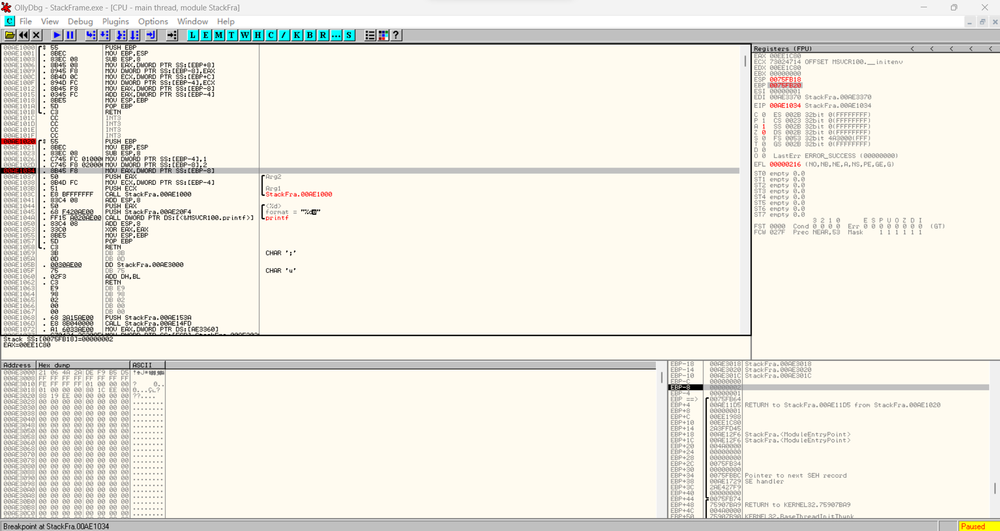 OllyDbg - StackFrame.exe - [CPU - main thread, module StackFra]
C File View Debug Plugins Options Window Help
L E M T W H C / K B R ... S ?
00AE1000 $ 55 PUSH EBP
00AE1001 . 8BEC MOV EBP,ESP
00AE1003 . 83EC 08 SUB ESP,8
00AE1006 . 8B45 08 MOV EAX,DWORD PTR SS:[EBP+8]
00AE1009 . 8945 F8 MOV DWORD PTR SS:[EBP-8],EAX
00AE100C . 8B4D 0C MOV ECX,DWORD PTR SS:[EBP+C]
00AE100F . 894D FC MOV DWORD PTR SS:[EBP-4],ECX
00AE1012 . 8B45 F8 MOV EAX,DWORD PTR SS:[EBP-8]
00AE1015 . 0345 FC ADD EAX,DWORD PTR SS:[EBP-4]
00AE1018 . 8BE5 MOV ESP,EBP
00AE101A . 5D POP EBP
00AE101B . C3 RETN
00AE101C CC INT3
00AE101D CC INT3
00AE101E CC INT3
00AE101F CC INT3
00AE1020 $ 55 PUSH EBP
00AE1021 . 8BEC MOV EBP,ESP
00AE1023 . 83EC 08 SUB ESP,8
00AE1026 . C745 FC 01000 MOV DWORD PTR SS:[EBP-4],1
00AE102D . C745 F8 02000 MOV DWORD PTR SS:[EBP-8],2
00AE1034 . 8B45 F8 MOV EAX,DWORD PTR SS:[EBP-8]
00AE1037 . 50 PUSH EAX Arg2
00AE1038 . 8B4D FC MOV ECX,DWORD PTR SS:[EBP-4]
00AE103B . 51 PUSH ECX Arg1
00AE103C . E8 BFFFFFFF CALL StackFra.00AE1000 StackFra.00AE1000
00AE1041 . 83C4 08 ADD ESP,8
00AE1044 . 50 PUSH EAX <%d>
00AE1045 . 68 F420AE00 PUSH StackFra.00AE20F4 format = "%d◘"
00AE104A . FF15 A020AE00 CALL DWORD PTR DS:[<&MSVCR100.printf>] printf
00AE1050 . 83C4 08 ADD ESP,8
00AE1053 . 33C0 XOR EAX,EAX
00AE1055 . 8BE5 MOV ESP,EBP
00AE1057 . 5D POP EBP
00AE1058 . C3 RETN
00AE1059 3B DB 3B CHAR ';'
00AE105A 0D DB 0D
00AE105B . 0030AE00 DD StackFra.00AE3000
00AE105F 75 DB 75 CHAR 'u'
00AE1060 . 02F3 ADD DH,BL
00AE1062 . C3 RETN
00AE1063 E9 DB E9
00AE1064 98 DB 98
00AE1065 02 DB 02
00AE1066 00 DB 00
00AE1067 00 DB 00
00AE1068 . 68 3A15AE00 PUSH StackFra.00AE153A
00AE106D . E8 8B040000 CALL StackFra.00AE14FD
00AE1072 . A1 6033AE00 MOV EAX,DWORD PTR DS:[AE3360]
Stack SS:[0075FB18]=00000002
EAX=00EE1C80
Registers (FPU) < < < < <
EAX 00EE1C80
ECX 73024714 OFFSET MSVCR100.__initenv
EDX 00EE1C80
EBX 00000000
ESP 0075FB18
EBP 0075FB20
ESI 00000001
EDI 00AE3370 StackFra.00AE3370
EIP 00AE1034 StackFra.00AE1034
C 0 ES 002B 32bit 0(FFFFFFFF)
P 1 CS 0023 32bit 0(FFFFFFFF)
A 1 SS 002B 32bit 0(FFFFFFFF)
Z 0 DS 002B 32bit 0(FFFFFFFF)
S 0 FS 0053 32bit 4A3000(FFF)
T 0 GS 002B 32bit 0(FFFFFFFF)
D 0
O 0 LastErr ERROR_SUCCESS (00000000)
EFL 00000216 (NO,NB,NE,A,NS,PE,GE,G)
ST0 empty 0.0
ST1 empty 0.0
ST2 empty 0.0
ST3 empty 0.0
ST4 empty 0.0
ST5 empty 0.0
ST6 empty 0.0
ST7 empty 0.0
3 2 1 0 E S P U O Z D I
FST 0000 Cond 0 0 0 0 Err 0 0 0 0 0 0 0 0 (GT)
FCW 027F Prec NEAR,53 Mask 1 1 1 1 1 1
Address Hex dump ASCII
00AE3000 21 06 4A 2A DE F9 B5 D5
00AE3008 FF FF FF FF FF FF FF FF
00AE3010 FE FF FF FF 01 00 00 00
00AE3018 01 00 00 00 80 1C EE 00
00AE3020 88 19 EE 00 00 00 00 00 ??....
00AE3028 00 00 00 00 00 00 00 00 ........
00AE3030 00 00 00 00 00 00 00 00 ........
00AE3038 00 00 00 00 00 00 00 00 ........
00AE3040 00 00 00 00 00 00 00 00 ........
00AE3048 00 00 00 00 00 00 00 00 ........
00AE3050 00 00 00 00 00 00 00 00 ........
00AE3058 00 00 00 00 00 00 00 00 ........
00AE3060 00 00 00 00 00 00 00 00 ........
00AE3068 00 00 00 00 00 00 00 00 ........
00AE3070 00 00 00 00 00 00 00 00 ........
00AE3078 00 00 00 00 00 00 00 00 ........
00AE3080 00 00 00 00 00 00 00 00 ........
00AE3088 00 00 00 00 00 00 00 00 ........
00AE3090 00 00 00 00 00 00 00 00 ........
00AE3098 00 00 00 00 00 00 00 00 ........
00AE30A0 00 00 00 00 00 00 00 00 ........
00AE30A8 00 00 00 00 00 00 00 00 ........
00AE30B0 00 00 00 00 00 00 00 00 ........
00AE30B8 00 00 00 00 00 00 00 00 ........
00AE30C0 00 00 00 00 00 00 00 00 ........
EBP-18 00AE3018 StackFra.00AE3018
EBP-14 00AE3020 StackFra.00AE3020
EBP-10 00AE301C StackFra.00AE301C
EBP-C 00000000
EBP-8 00000002
EBP-4 00000001
EBP ==> 0075FB64
EBP+4 00AE11D5 RETURN to StackFra.00AE11D5 from StackFra.00AE1020
EBP+8 00000001
EBP+C 00EE1988
EBP+10 00EE1C80
EBP+14 2A3FFD45
EBP+18 00AE12F6 StackFra.<ModuleEntryPoint>
EBP+1C 00AE12F6 StackFra.<ModuleEntryPoint>
EBP+20 004A0000
EBP+24 00000000
EBP+28 00000000
EBP+2C 0075FB34
EBP+30 00000000
EBP+34 0075FBBC Pointer to next SEH record
EBP+38 00AE1729 SE handler
EBP+3C 2AE427F9
EBP+40 00000000
EBP+44 0075FB74
EBP+48 75907BA9 RETURN to KERNEL32.75907BA9
EBP+4C 004A0000
EBP+50 75907B90 KERNEL32.BaseThreadInitThunk
Breakpoint at StackFra.00AE1034
Paused